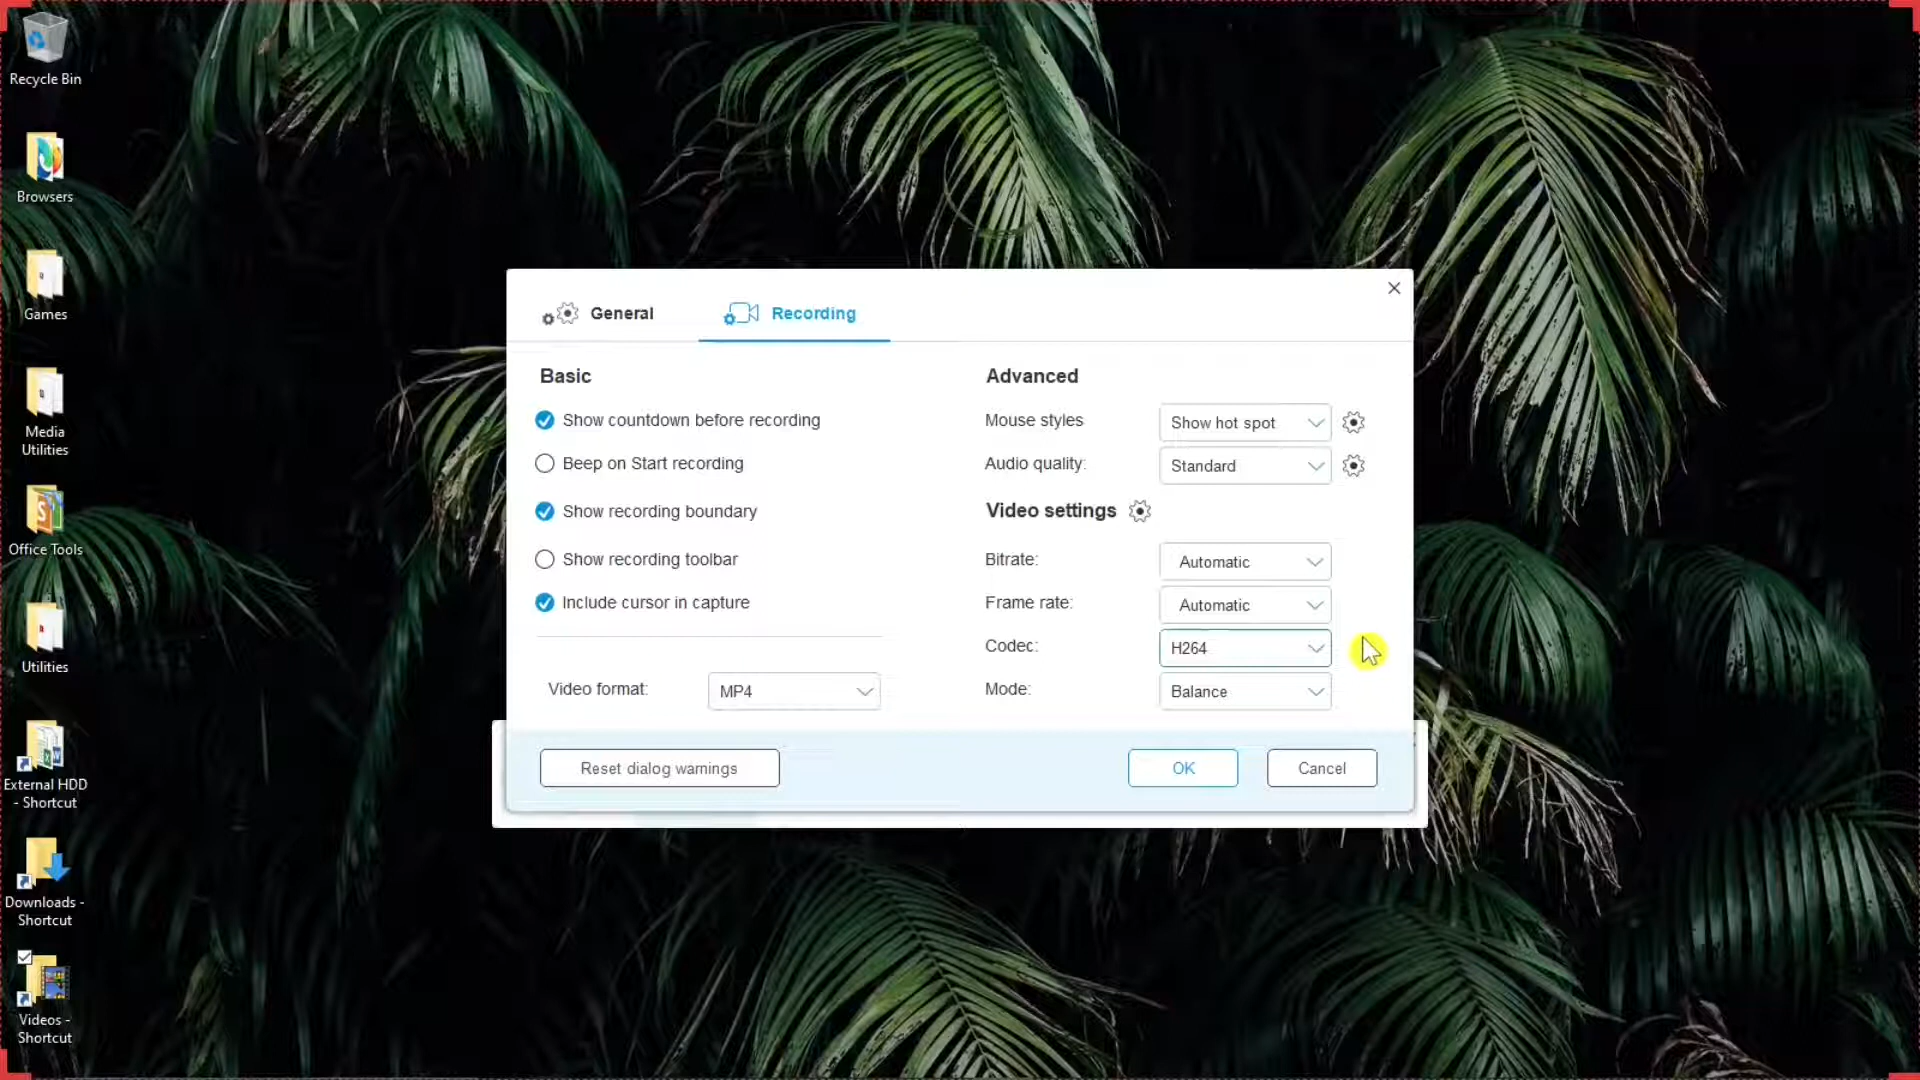 Recycle Bin
Browsers
Games
Media
Utilities
Office Tools
Utilities
External HDD
- Shortcut
Downloads -
Shortcut
Videos -
Shortcut
General
Recording
Basic
Show countdown before recording
Beep on Start recording
Show recording boundary
Show recording toolbar
Include cursor in capture
Video format: MP4
Advanced
Mouse styles Show hot spot
Audio quality: Standard
Video settings
Bitrate: Automatic
Frame rate: Automatic
Codec: H264
Mode: Balance
Reset dialog warnings
OK
Cancel